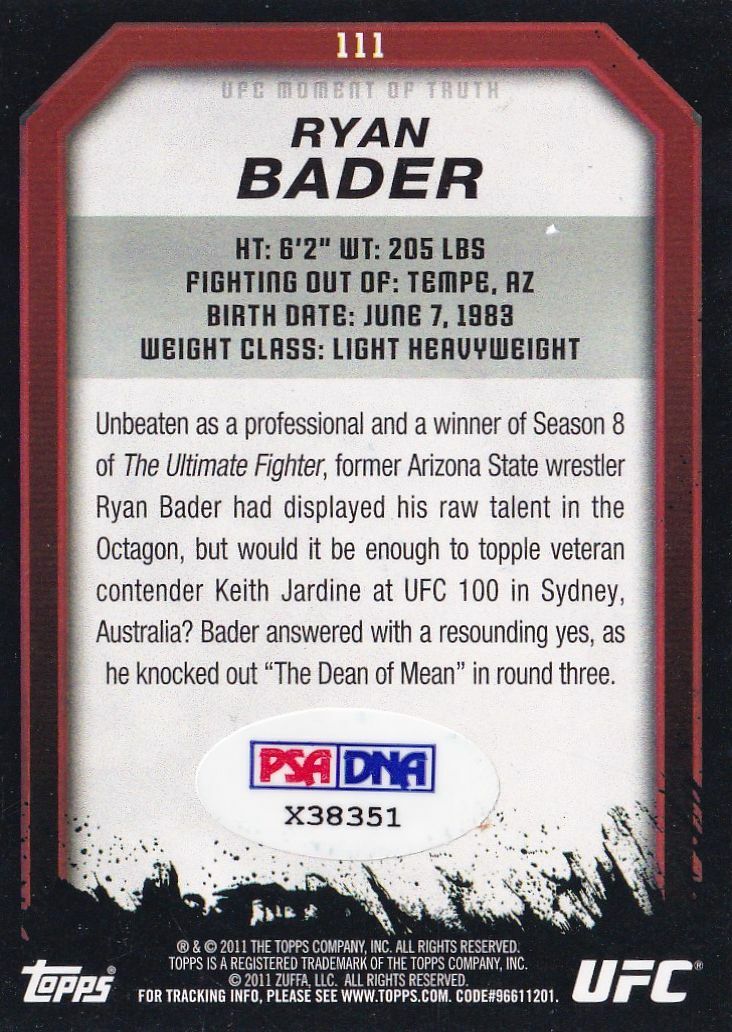 111
UFC MOMENT OF TRUTH
RYAN
BADER
HT: 6'2" WT: 205 LBS
FIGHTING OUT OF: TEMPE, AZ
BIRTH DATE: JUNE 7, 1983
WEIGHT CLASS: LIGHT HEAVYWEIGHT
Unbeaten as a professional and a winner of Season 8
of The Ultimate Fighter, former Arizona State wrestler
Ryan Bader had displayed his raw talent in the
Octagon, but would it be enough to topple veteran
contender Keith Jardine at UFC 100 in Sydney,
Australia? Bader answered with a resounding yes, as
he knocked out “The Dean of Mean” in round three.
PSA DNA
X38351
® & © 2011 THE TOPPS COMPANY, INC. ALL RIGHTS RESERVED.
TOPPS IS A REGISTERED TRADEMARK OF THE TOPPS COMPANY, INC.
© 2011 ZUFFA, LLC. ALL RIGHTS RESERVED.
FOR TRACKING INFO, PLEASE SEE WWW.TOPPS.COM. CODE#96611201.
TOPPS®
UFC®